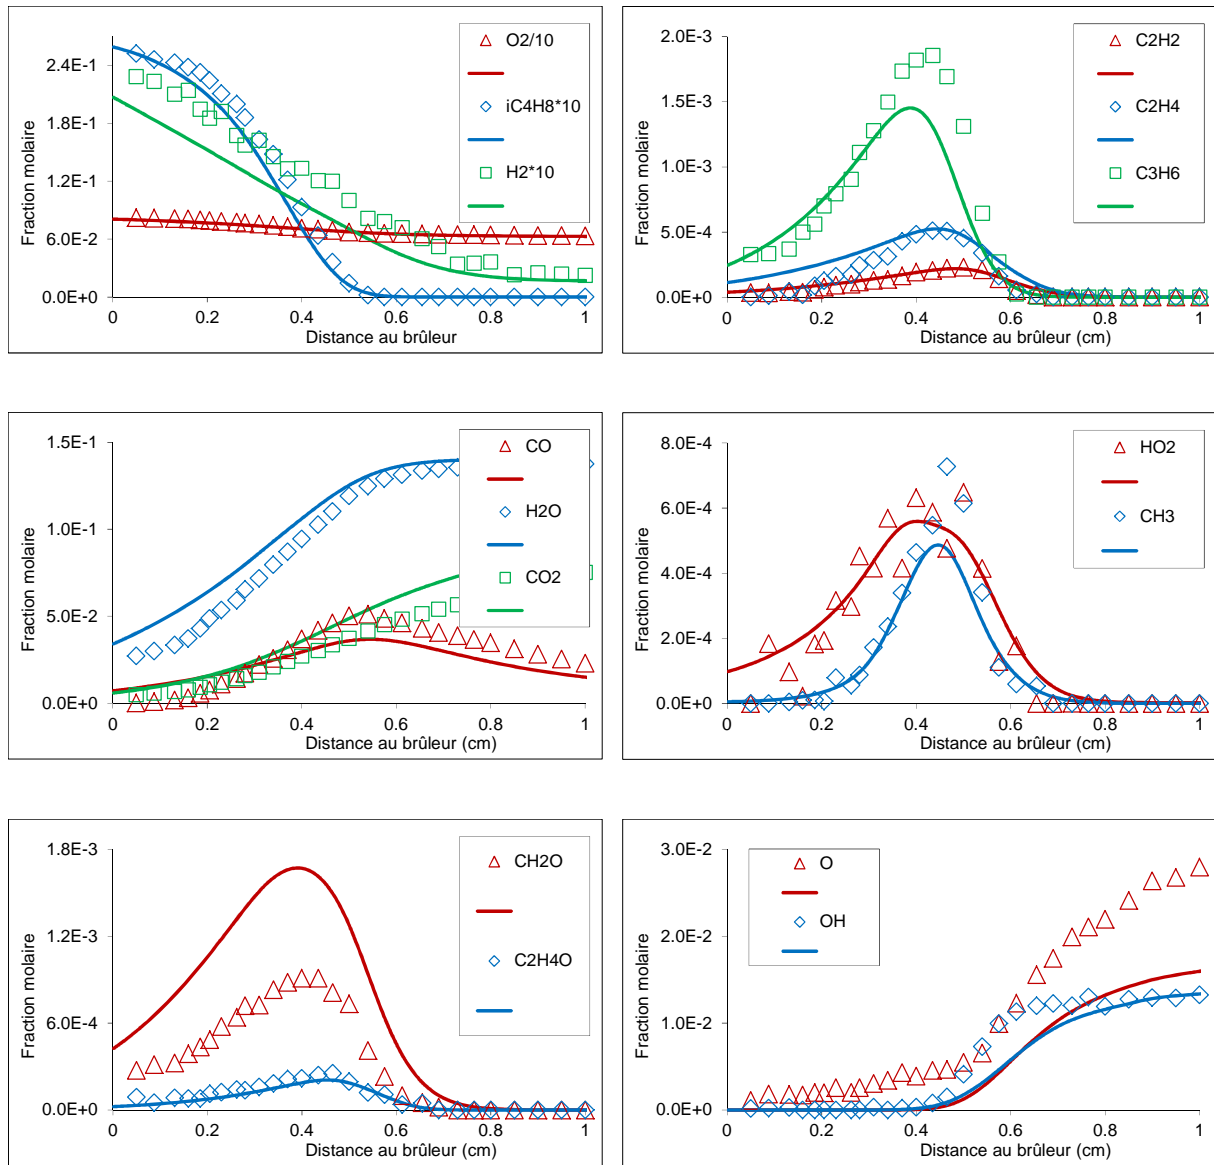 Fraction molaire
2.4E-1
1.8E-1
1.2E-1
6.0E-2
0.0E+0
0
0.2
0.4
0.6
0.8
1
Distance au brûleur
O2/10
iC4H8*10
H2*10
Fraction molaire
2.0E-3
1.5E-3
1.0E-3
5.0E-4
0.0E+0
0
0.2
0.4
0.6
0.8
1
Distance au brûleur (cm)
C2H2
C2H4
C3H6
Fraction molaire
1.5E-1
1.0E-1
5.0E-2
0.0E+0
0
0.2
0.4
0.6
0.8
1
Distance au brûleur (cm)
CO
H2O
CO2
Fraction molaire
8.0E-4
6.0E-4
4.0E-4
2.0E-4
0.0E+0
0
0.2
0.4
0.6
0.8
1
Distance au brûleur (cm)
HO2
CH3
Fraction molaire
1.8E-3
1.2E-3
6.0E-4
0.0E+0
0
0.2
0.4
0.6
0.8
1
Distance au brûleur (cm)
CH2O
C2H4O
Fraction molaire
3.0E-2
2.0E-2
1.0E-2
0.0E+0
0
0.2
0.4
0.6
0.8
1
Distance au brûleur (cm)
O
OH